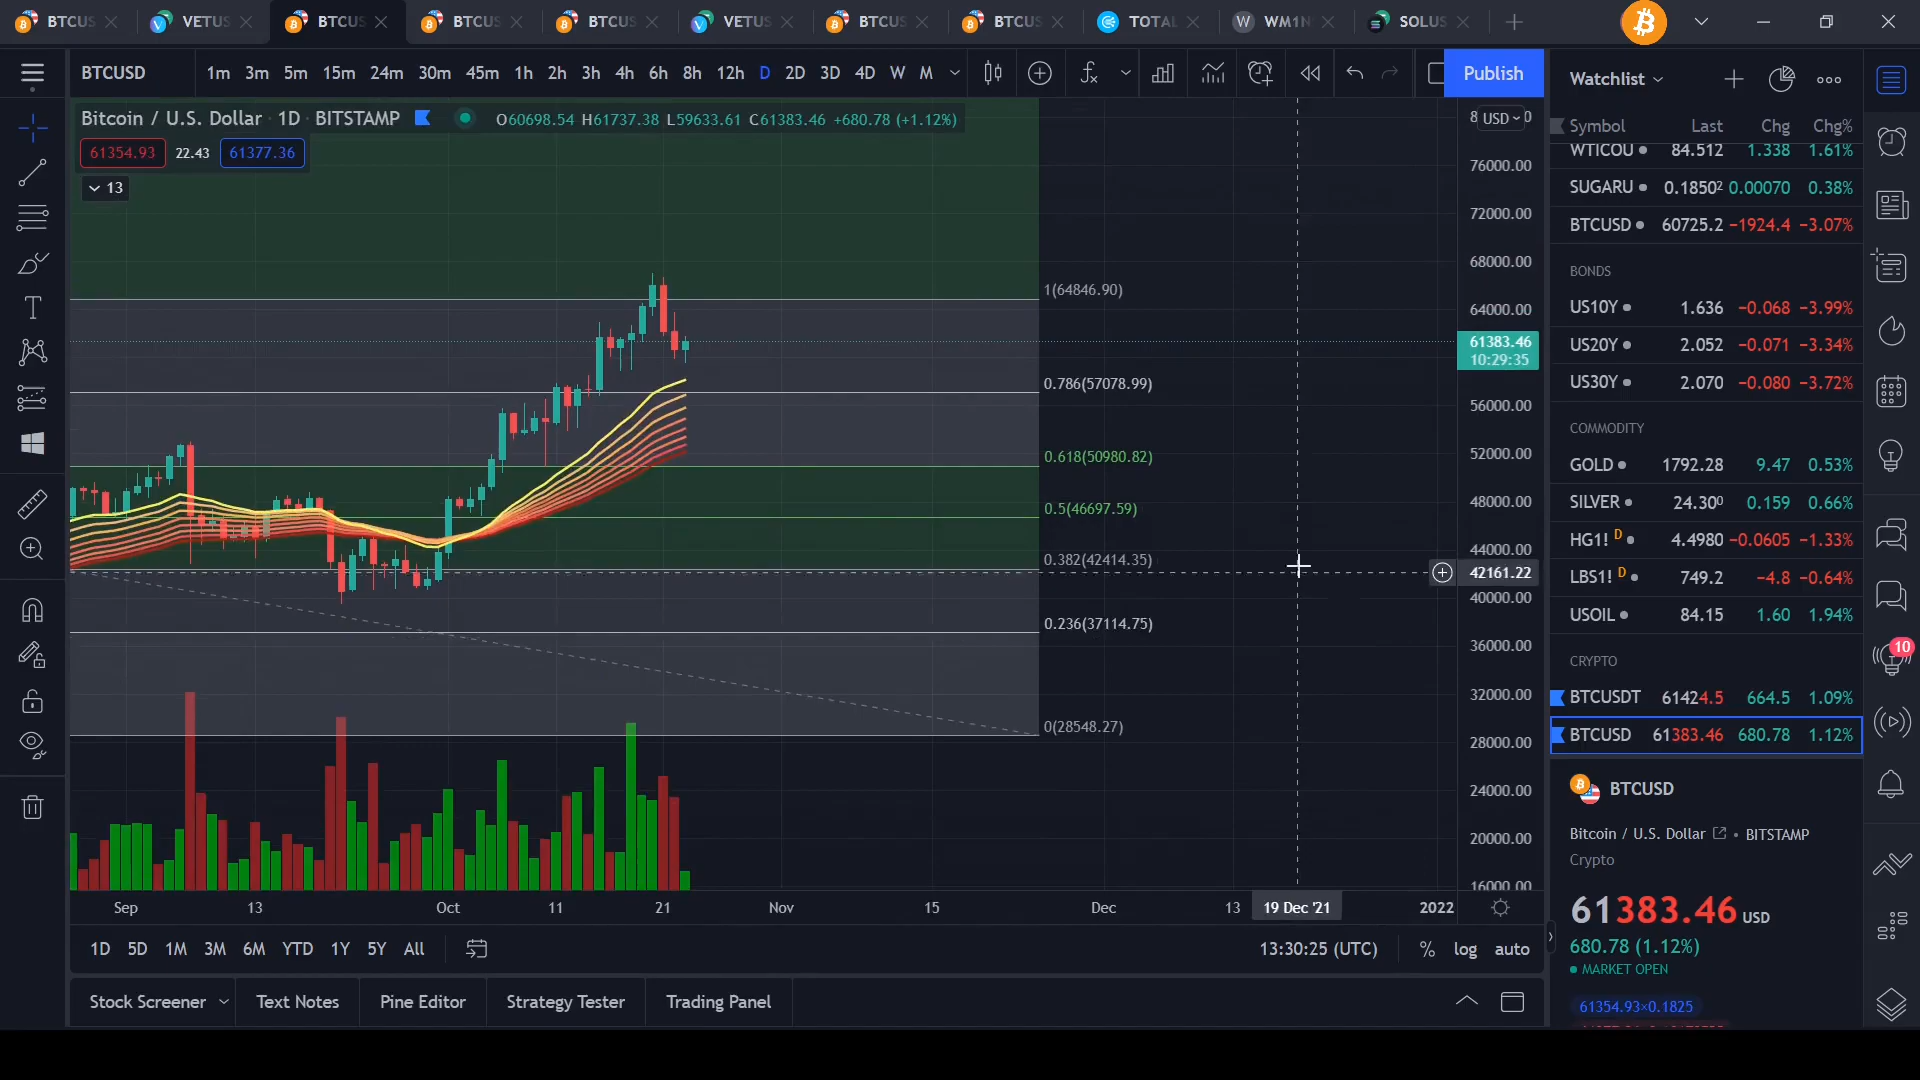 BTCUS
VETUS
BTCUS
BTCUS
BTCUS
VETUS
BTCUS
BTCUS
TOTAL
W WM1N
SOLUS
BTCUSD
1m 3m 5m 15m 24m 30m 45m 1h 2h 3h 4h 6h 8h 12h D 2D 3D 4D W M
Publish
Bitcoin / U.S. Dollar · 1D · BITSTAMP
O60698.54 H61737.38 L59633.61 C61383.46 +680.78 (+1.12%)
61354.93 22.43 61377.36
13
USD
76000.00
72000.00
68000.00
64000.00
61383.46
10:29:35
56000.00
52000.00
48000.00
44000.00
42161.22
40000.00
36000.00
32000.00
28000.00
24000.00
20000.00
16000.00
1(64846.90)
0.786(57078.99)
0.618(50980.82)
0.5(46697.59)
0.382(42414.35)
0.236(37114.75)
0(28548.27)
Sep 13 Oct 11 21 Nov 15 Dec 13 19 Dec '21 2022
1D 5D 1M 3M 6M YTD 1Y 5Y All
13:30:25 (UTC) % log auto
Stock Screener Text Notes Pine Editor Strategy Tester Trading Panel
Watchlist
Symbol Last Chg Chg%
WTICOU 84.512 1.338 1.61%
SUGARU 0.1850² 0.00070 0.38%
BTCUSD 60725.2 −1924.4 −3.07%
BONDS
US10Y 1.636 −0.068 −3.99%
US20Y 2.052 −0.071 −3.34%
US30Y 2.070 −0.080 −3.72%
COMMODITY
GOLD 1792.28 9.47 0.53%
SILVER 24.30⁰ 0.159 0.66%
HG1! D 4.4980 −0.0605 −1.33%
LBS1! D 749.2 −4.8 −0.64%
USOIL 84.15 1.60 1.94%
CRYPTO
BTCUSDT 61424.5 664.5 1.09%
BTCUSD 61383.46 680.78 1.12%
BTCUSD
Bitcoin / U.S. Dollar • BITSTAMP
Crypto
61383.46 USD
680.78 (1.12%)
MARKET OPEN
61354.93×0.1825
10